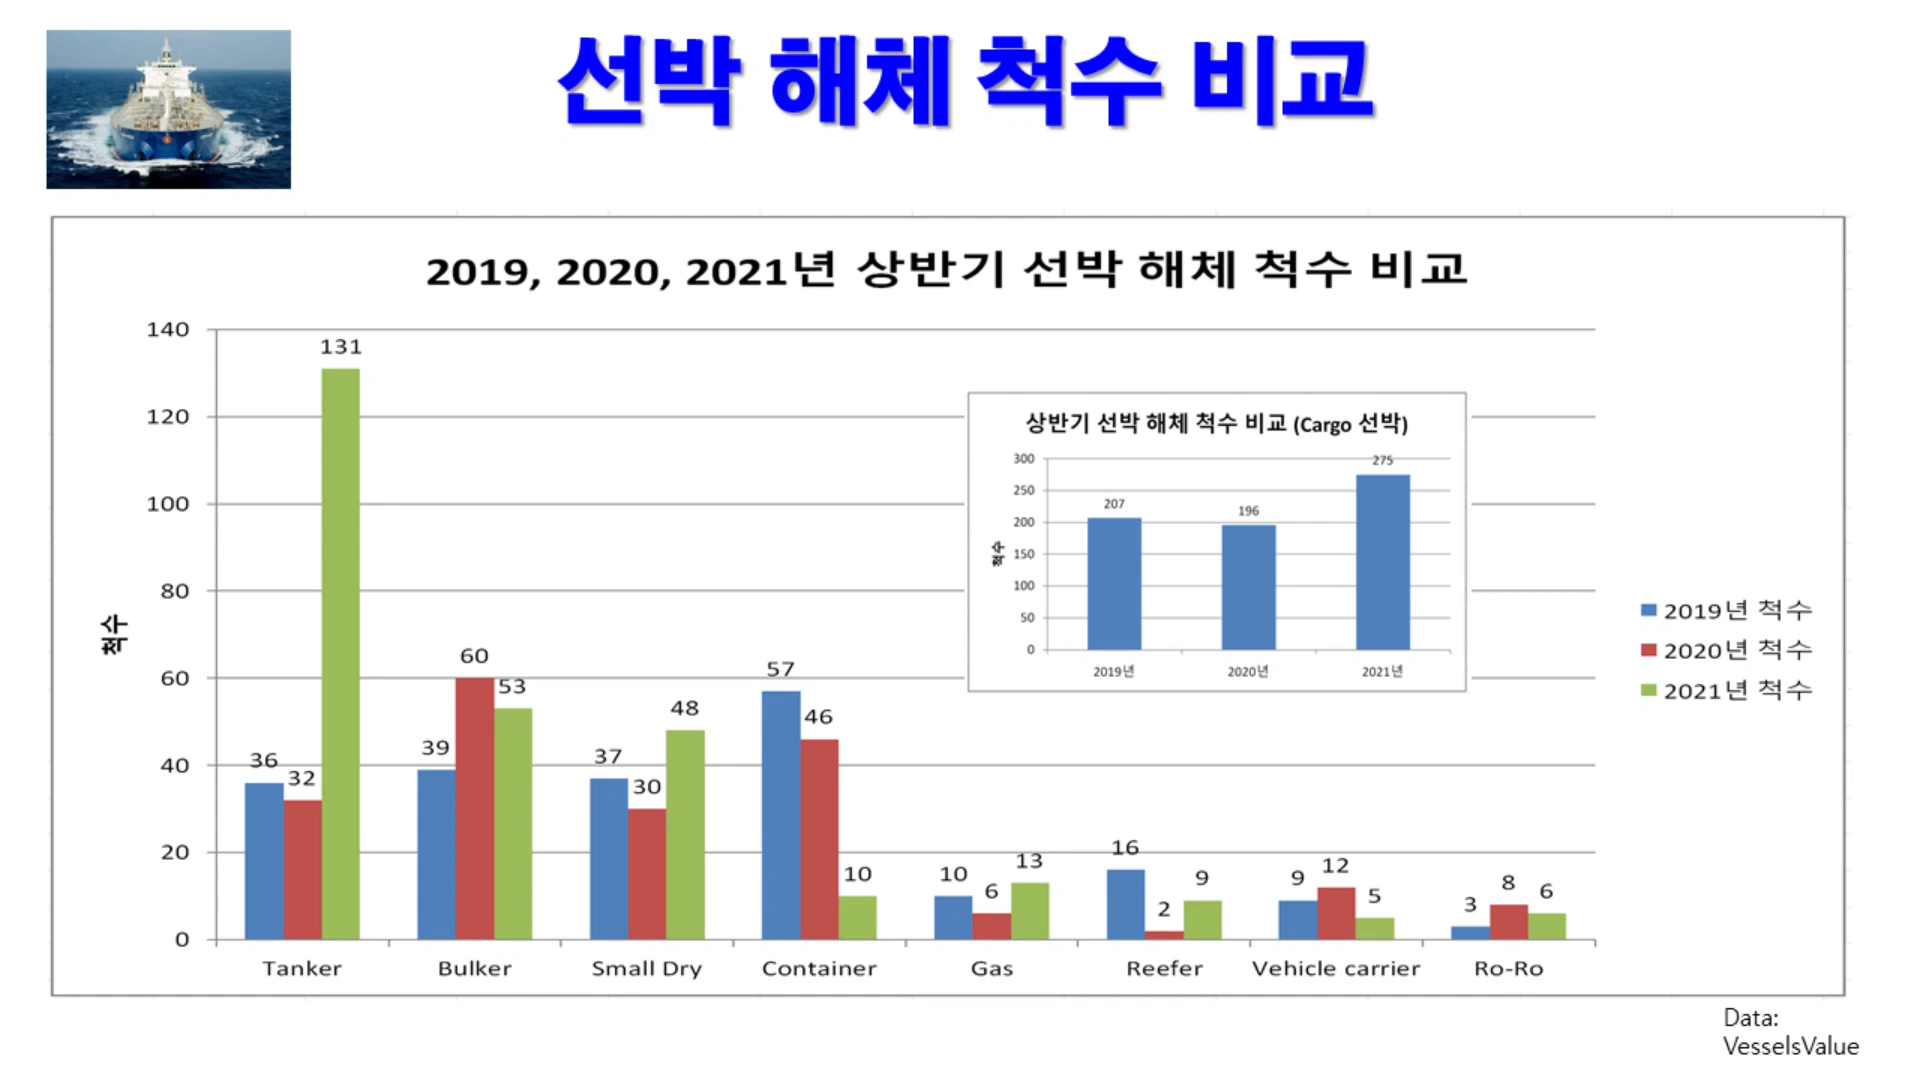 선박 해체 척수 비교
2019, 2020, 2021년 상반기 선박 해체 척수 비교
140
120
100
80
60
40
20
0
척수
131
36
32
39
60
53
37
30
48
57
46
10
10
6
13
16
2
9
9
12
5
3
8
6
Tanker
Bulker
Small Dry
Container
Gas
Reefer
Vehicle carrier
Ro-Ro
상반기 선박 해체 척수 비교 (Cargo 선박)
300
250
200
150
100
50
0
척수
207
196
275
2019년
2020년
2021년
2019년 척수
2020년 척수
2021년 척수
Data:
VesselsValue